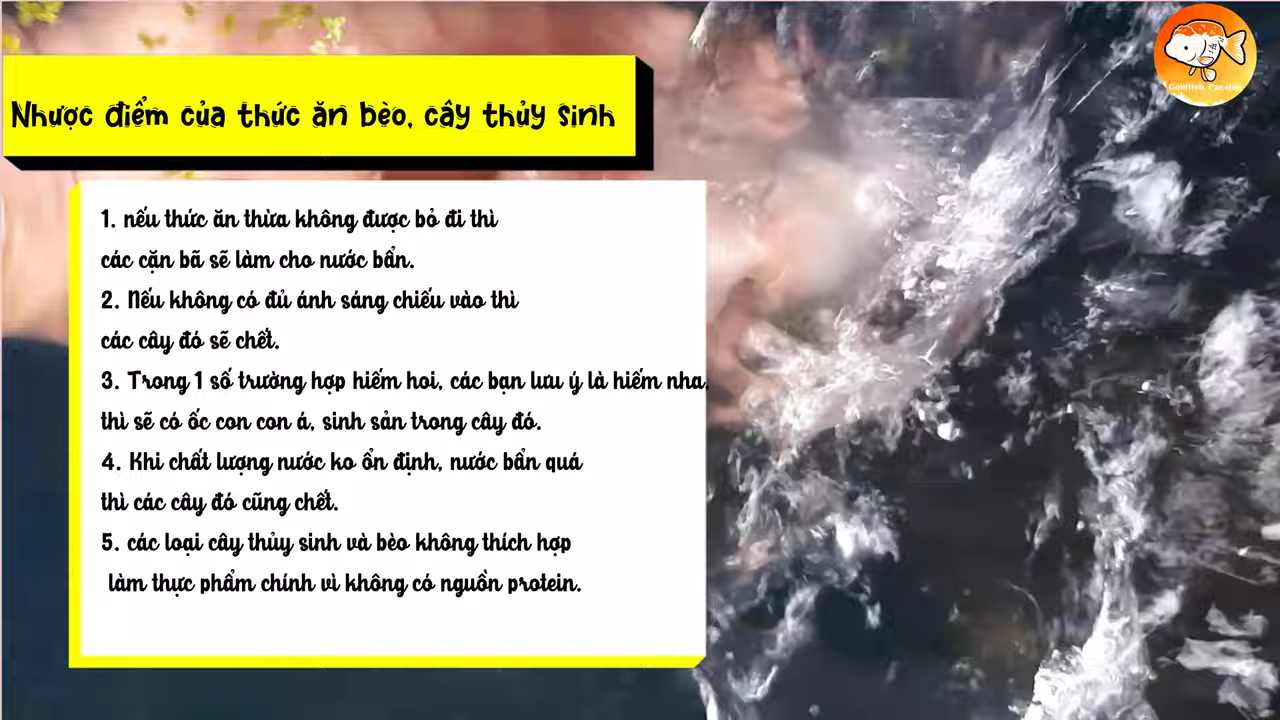 Goldfish Passion
Nhược điểm của thức ăn bèo, cây thủy sinh
1. nếu thức ăn thừa không được bỏ đi thì
các cặn bã sẽ làm cho nước bẩn.
2. Nếu không có đủ ánh sáng chiếu vào thì
các cây đó sẽ chết.
3. Trong 1 số trường hợp hiếm hoi, các bạn lưu ý là hiếm nha,
thì sẽ có ốc con con á, sinh sản trong cây đó.
4. Khi chất lượng nước ko ổn định, nước bẩn quá
thì các cây đó cũng chết.
5. các loại cây thủy sinh và bèo không thích hợp
làm thực phẩm chính vì không có nguồn protein.